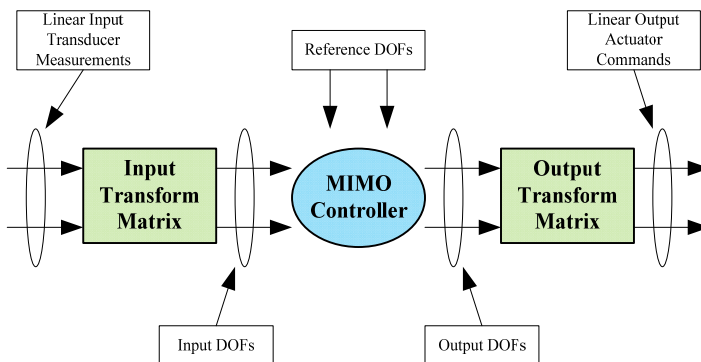 Linear Input
Transducer
Measurements
Reference DOFs
Linear Output
Actuator
Commands
Input
Transform
Matrix
MIMO
Controller
Output
Transform
Matrix
Input DOFs
Output DOFs